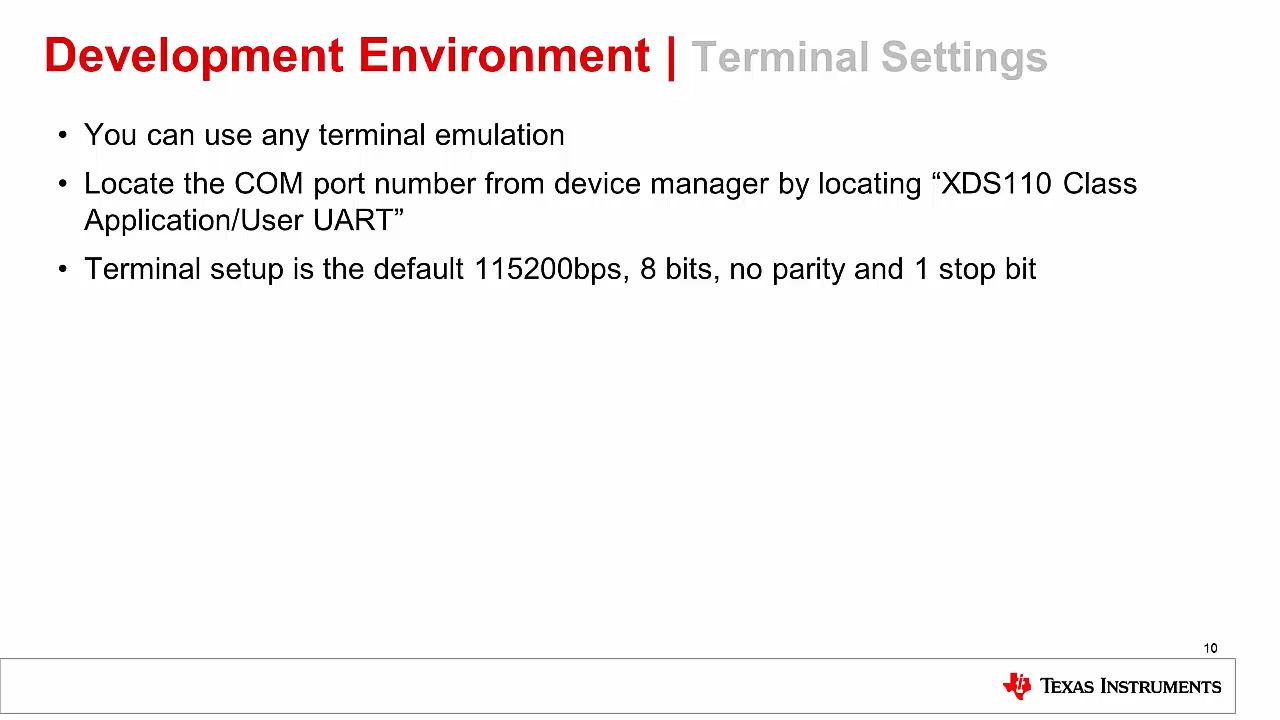 Development Environment | Terminal Settings
• You can use any terminal emulation
• Locate the COM port number from device manager by locating “XDS110 Class
Application/User UART”
• Terminal setup is the default 115200bps, 8 bits, no parity and 1 stop bit
10
TEXAS INSTRUMENTS